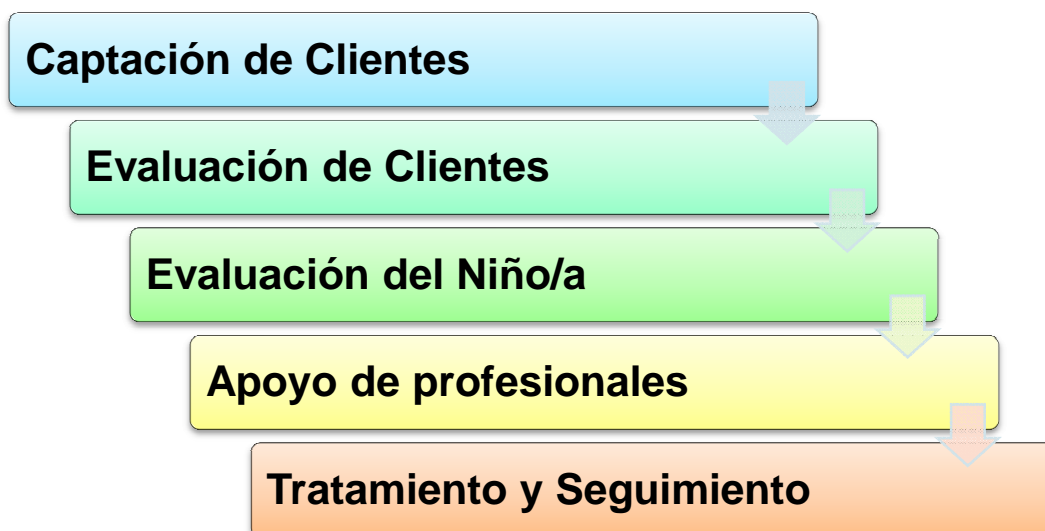 Captación de Clientes
Evaluación de Clientes
Evaluación del Niño/a
Apoyo de profesionales
Tratamiento y Seguimiento